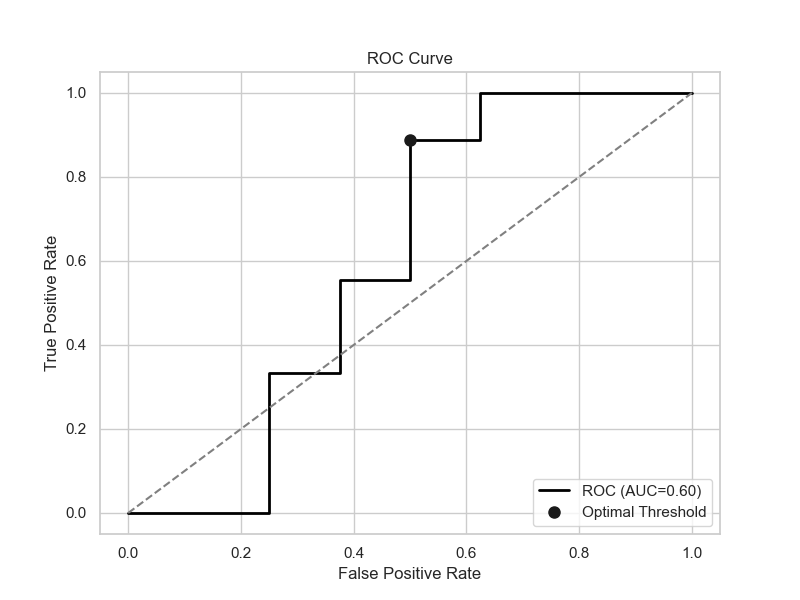 ROC Curve
1.0
0.8
0.6
0.4
0.2
0.0
True Positive Rate
0.0 0.2 0.4 0.6 0.8 1.0
False Positive Rate
ROC (AUC=0.60)
Optimal Threshold